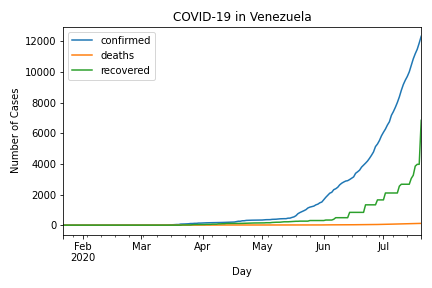 COVID-19 in Venezuela
confirmed
deaths
recovered
Number of Cases
12000
10000
8000
6000
4000
2000
0
Feb
2020
Mar
Apr
May
Jun
Jul
Day